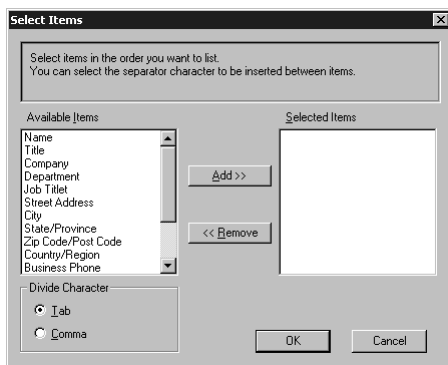 Select Items
Select items in the order you want to list.
You can select the separator character to be inserted between items.
Available Items
Selected Items
Name
Title
Company
Department
Job Titlet
Street Address
City
State/Province
Zip Code/Post Code
Country/Region
Business Phone
Add >>
<< Remove
Divide Character
Tab
Comma
OK
Cancel